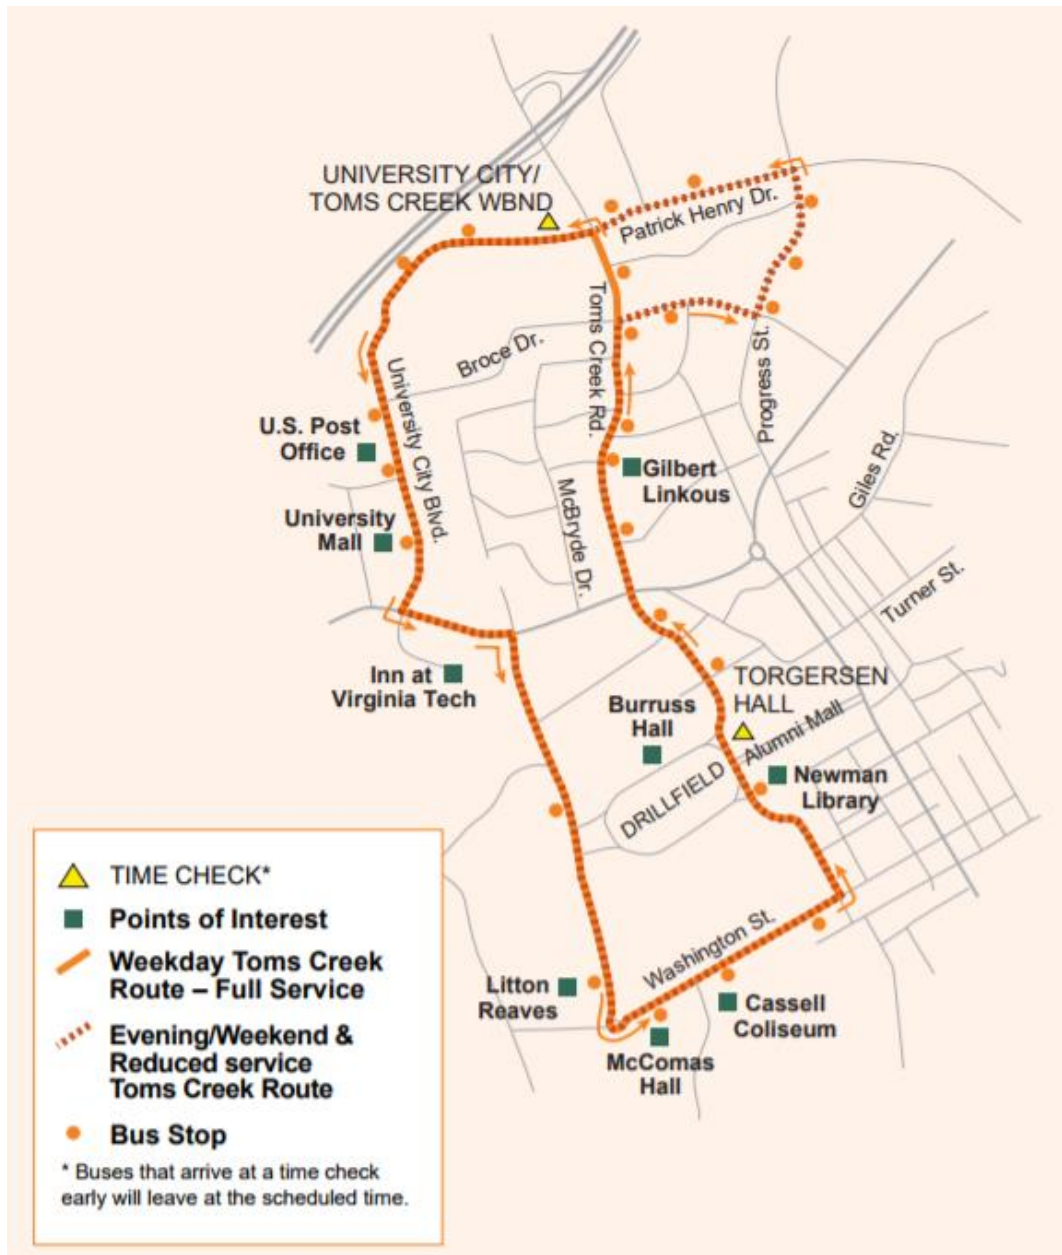 UNIVERSITY CITY/
TOMS CREEK WBND
Patrick Henry Dr.
Toms Creek Rd.
Broce Dr.
Progress St.
University City Blvd.
U.S. Post
Office
Gilbert
Linkous
Giles Rd.
McBryde Dr.
University
Mall
Turner St.
Inn at
Virginia Tech
TORGERSEN
HALL
Burruss
Hall
Alumni Mall
DRILLFIELD
Newman
Library
Washington St.
Litton
Reaves
Cassell
Coliseum
McComas
Hall
TIME CHECK*
Points of Interest
Weekday Toms Creek
Route – Full Service
Evening/Weekend &
Reduced service
Toms Creek Route
Bus Stop
* Buses that arrive at a time check
early will leave at the scheduled time.